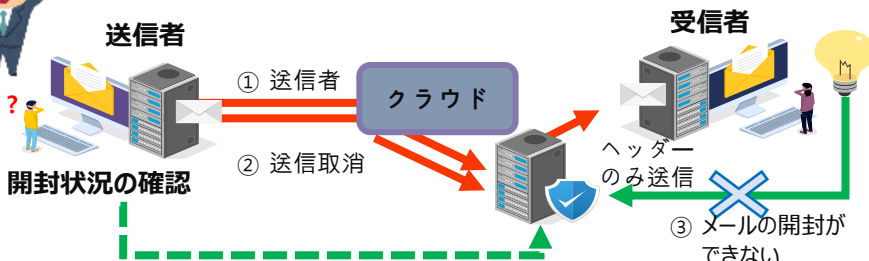 送信者
受信者
① 送信者
クラウド
?
② 送信取消
ヘッダー
のみ送信
開封状況の確認
③ メールの開封が
できない